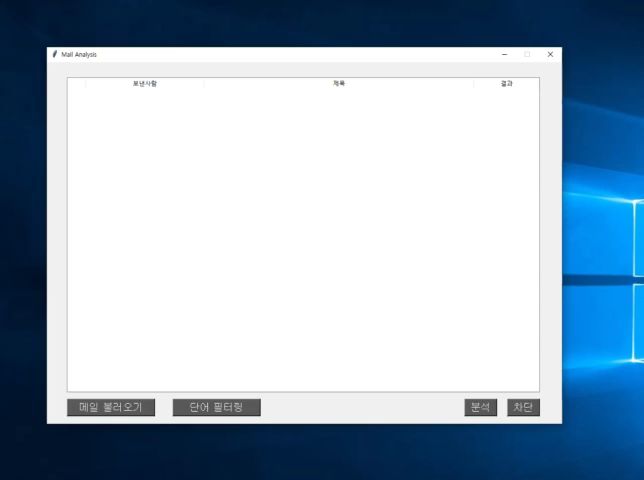 Mail Analysis
보낸사람 제목 결과
메일 불러오기 단어 필터링 분석 차단